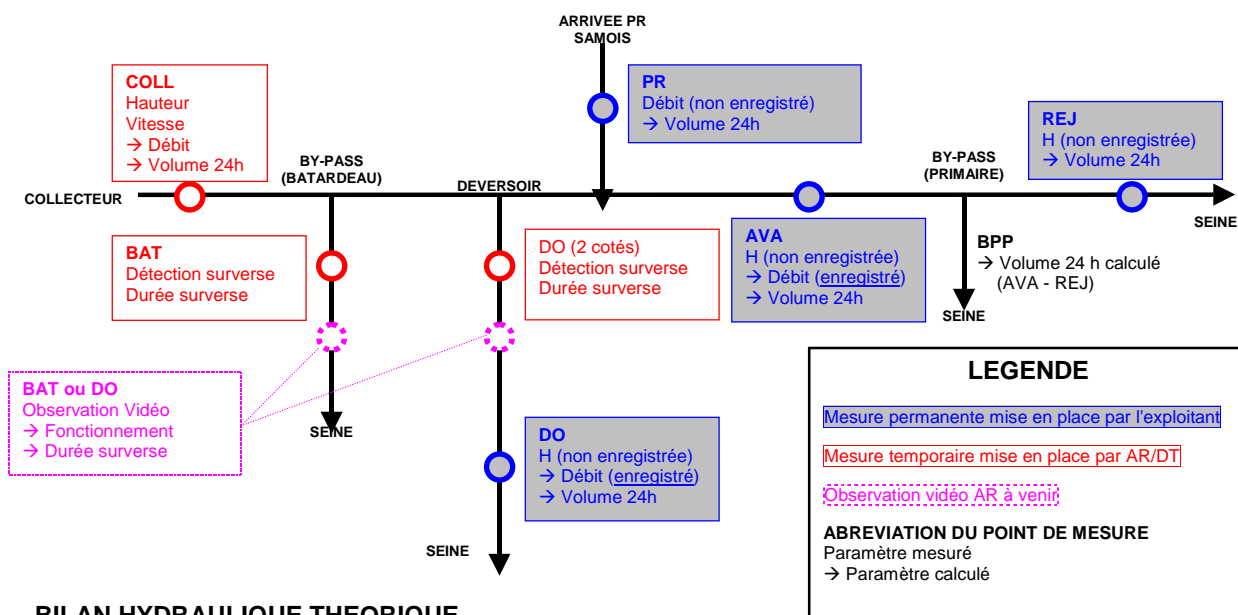 ARRIVEE PR
SAMOIS
COLL
Hauteur
Vitesse
→ Débit
→ Volume 24h
PR
Débit (non enregistré)
→ Volume 24h
REJ
H (non enregistrée)
→ Volume 24h
BY-PASS
(BATARDEAU)
BY-PASS
(PRIMAIRE)
DEVERSOIR
COLLECTEUR
SEINE
BAT
Détection surverse
Durée surverse
DO (2 cotés)
Détection surverse
Durée surverse
AVA
H (non enregistrée)
→ Débit (enregistré)
→ Volume 24h
BPP
→ Volume 24 h calculé
(AVA - REJ)
SEINE
BAT ou DO
Observation Vidéo
→ Fonctionnement
→ Durée surverse
SEINE
DO
H (non enregistrée)
→ Débit (enregistré)
→ Volume 24h
SEINE
LEGENDE
Mesure permanente mise en place par l'exploitant
Mesure temporaire mise en place par AR/DT
Observation vidéo AR à venir
ABREVIATION DU POINT DE MESURE
Paramètre mesuré
→ Paramètre calculé
BILAN HYDRAULIQUE THEORIQUE